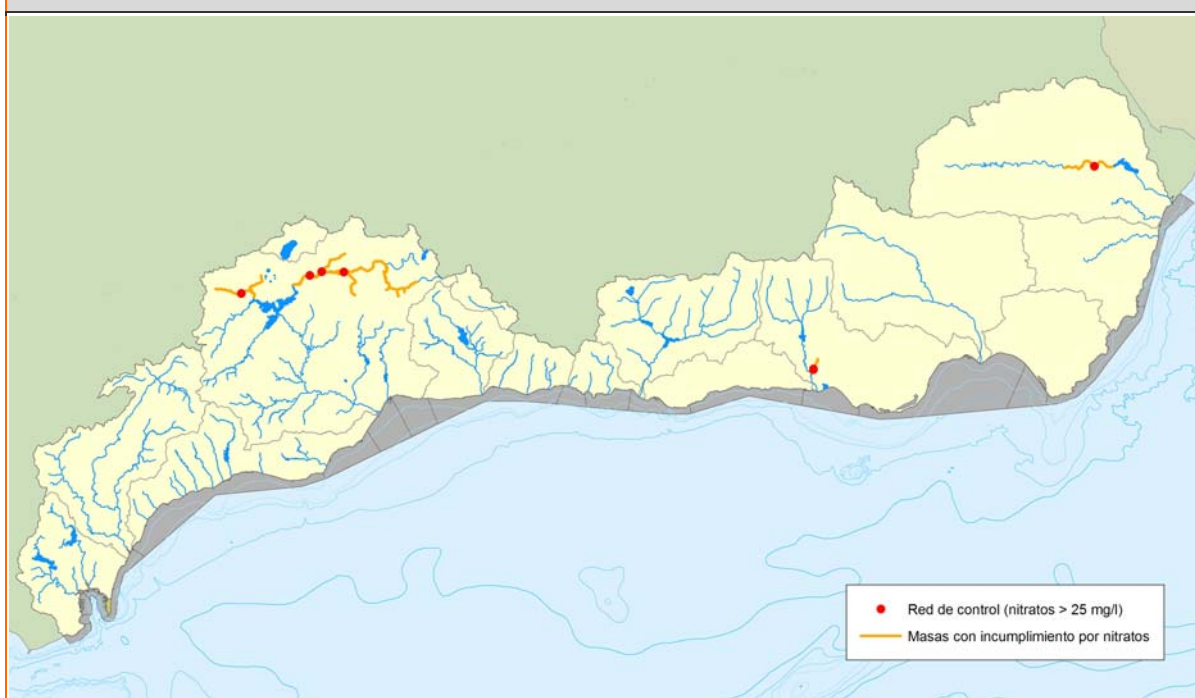 Red de control (nitratos > 25 mg/l)
Masas con incumplimiento por nitratos